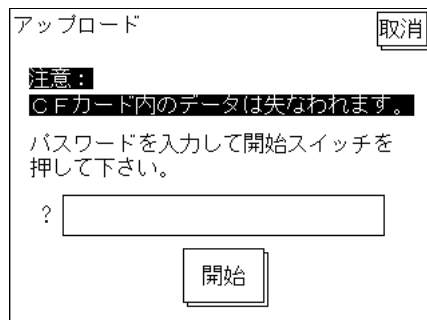 アップロード
取消
注意：
ＣＦカード内のデータは失なわれます。
パスワードを入力して開始スイッチを
押して下さい。
？
開始